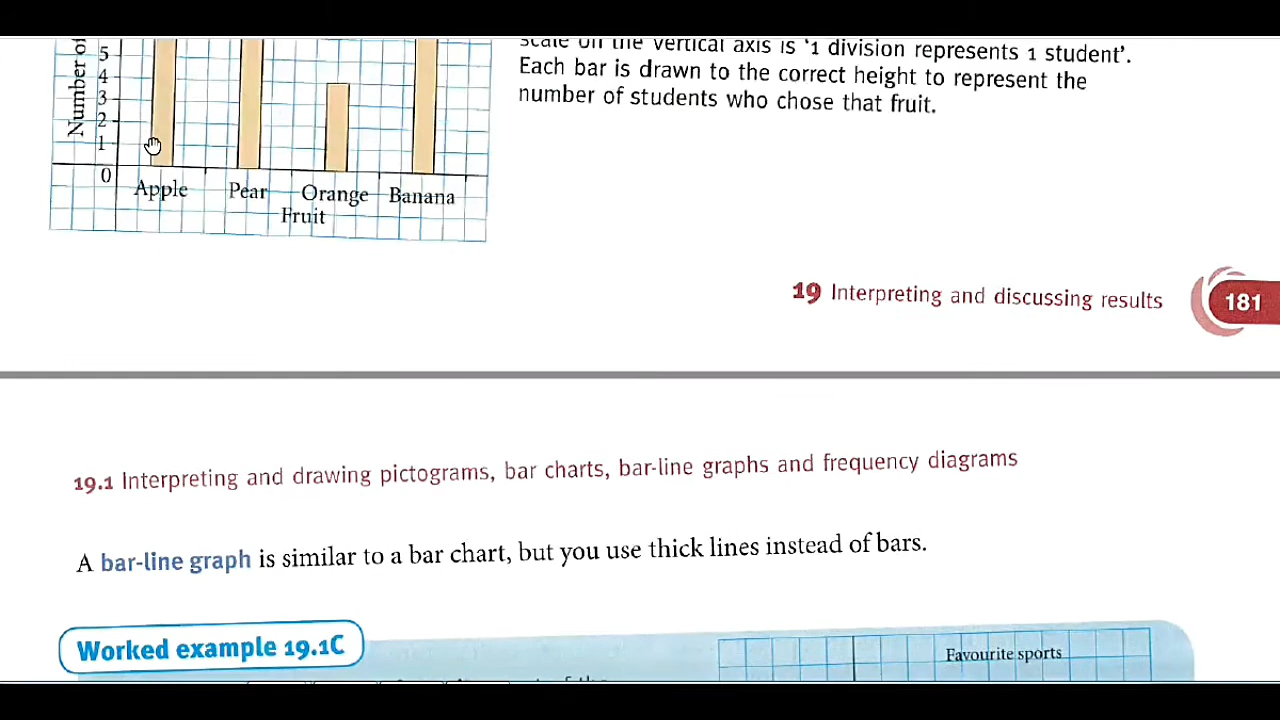 Number of
5
4
3
2
1
0
Apple Pear Orange Banana
Fruit
scale on the vertical axis is '1 division represents 1 student'.
Each bar is drawn to the correct height to represent the
number of students who chose that fruit.
19 Interpreting and discussing results
181
19.1 Interpreting and drawing pictograms, bar charts, bar-line graphs and frequency diagrams
A bar-line graph is similar to a bar chart, but you use thick lines instead of bars.
Worked example 19.1C
Favourite sports